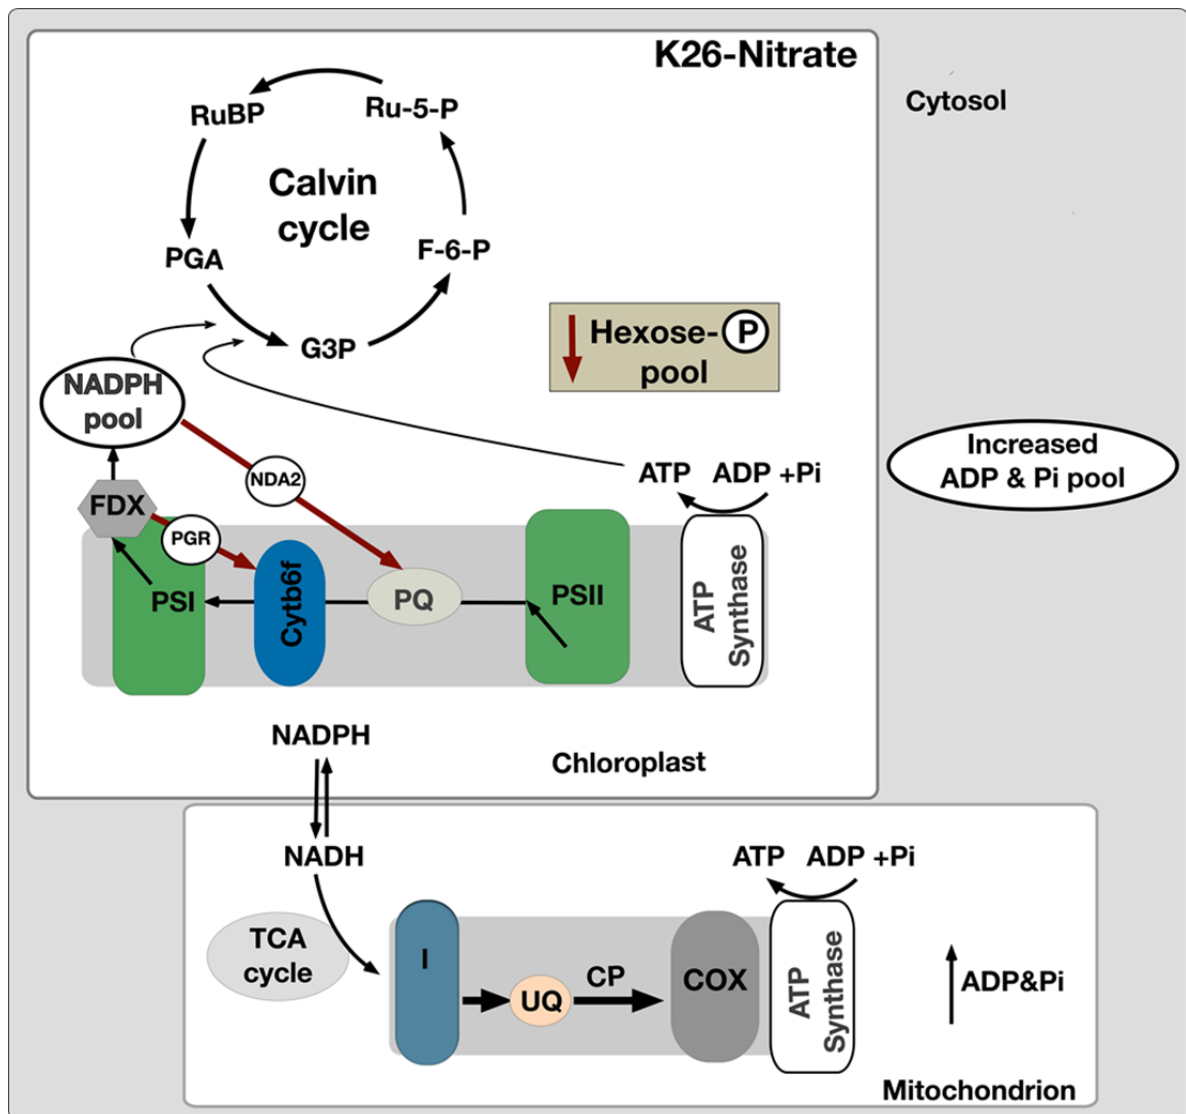 K26-Nitrate
Cytosol
RuBP
Ru-5-P
Calvin
cycle
PGA
F-6-P
G3P
Hexose- P
pool
NADPH
pool
Increased
ADP & Pi pool
NDA2
ATP ADP +Pi
FDX
PGR
PSI
Cytb6f
PQ
PSII
ATP
Synthase
NADPH
Chloroplast
NADH
ATP ADP +Pi
TCA
cycle
I
UQ
CP
COX
ATP
Synthase
ADP&Pi
Mitochondrion